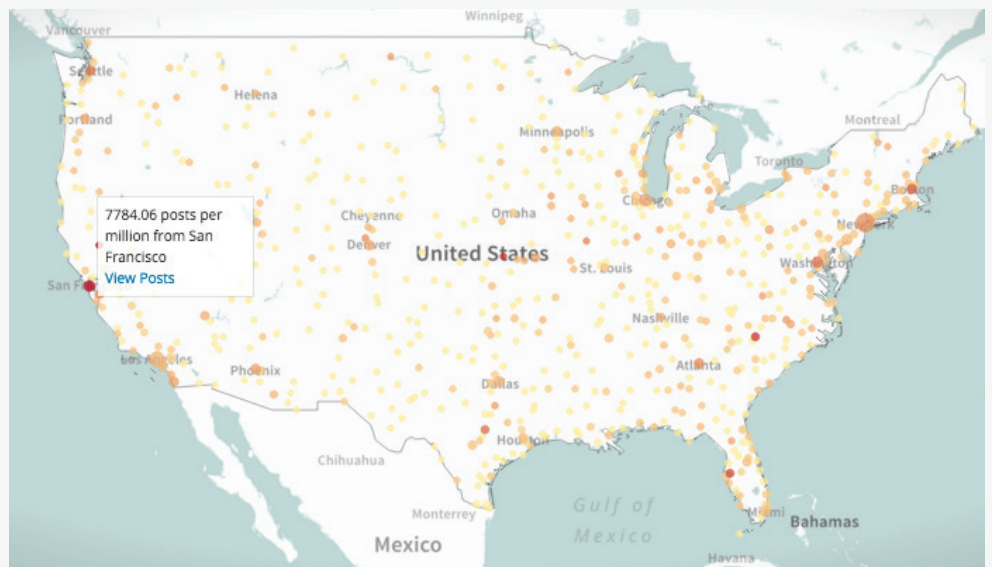 Winnipeg
Vancouver
Seattle
Helena
Portland
Minneapolis
Montreal
Toronto
Boston
Chicago
New York
Cheyenne
Omaha
Denver
United States
St. Louis
Washington
7784.06 posts per
million from San
Francisco
View Posts
San Fr
Nashville
Los Angeles
Phoenix
Atlanta
Dallas
Houston
Chihuahua
Gulf of
Mexico
Monterrey
Miami
Bahamas
Mexico
Havana